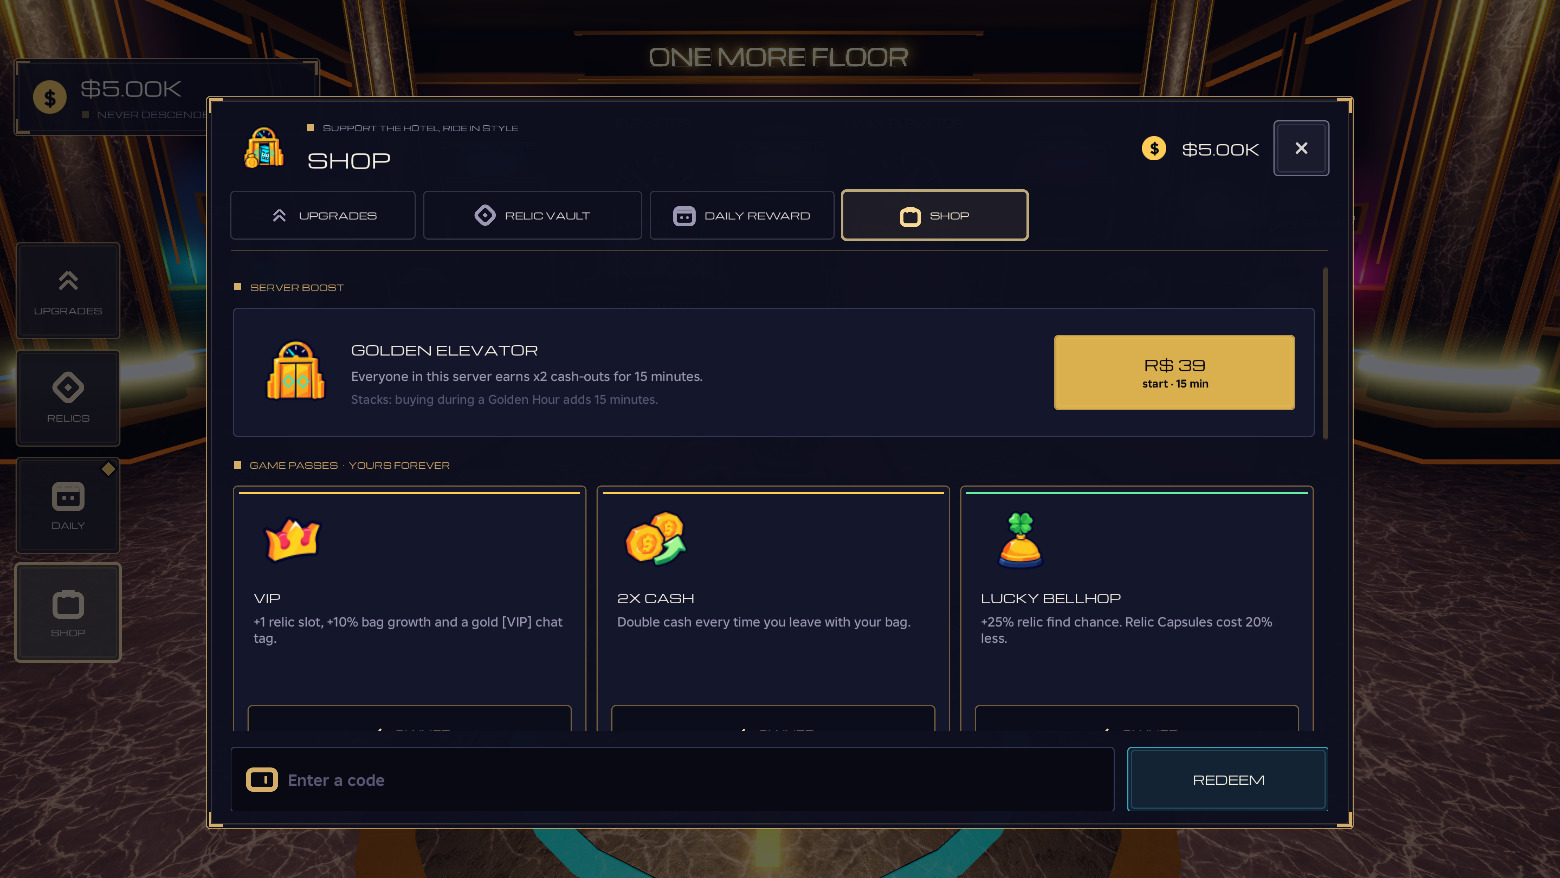 ONE MORE FLOOR
$5.00K
NEVER DESCENDE
SUPPORT THE HOTEL, RIDE IN STYLE
SHOP
$5.00K
UPGRADES
RELIC VAULT
DAILY REWARD
SHOP
UPGRADES
RELICS
DAILY
SHOP
SERVER BOOST
GOLDEN ELEVATOR
Everyone in this server earns x2 cash-outs for 15 minutes.
Stacks: buying during a Golden Hour adds 15 minutes.
R$ 39
start · 15 min
GAME PASSES · YOURS FOREVER
VIP
+1 relic slot, +10% bag growth and a gold [VIP] chat
tag.
2X CASH
Double cash every time you leave with your bag.
LUCKY BELLHOP
+25% relic find chance. Relic Capsules cost 20%
less.
Enter a code
REDEEM